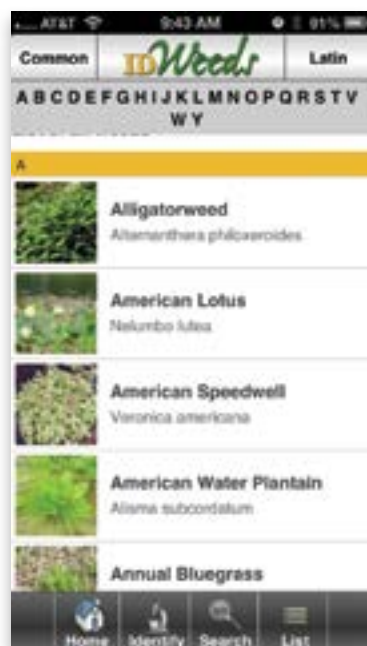 AT&T 9:43 AM 91%
Common IDWeeds Latin
A B C D E F G H I J K L M N O P Q R S T V
W Y
A
Alligatorweed
Alternanthera philoxeroides
American Lotus
Nelumbo lutea
American Speedwell
Veronica americana
American Water Plantain
Alisma subcordatum
Annual Bluegrass
Home Identify Search List